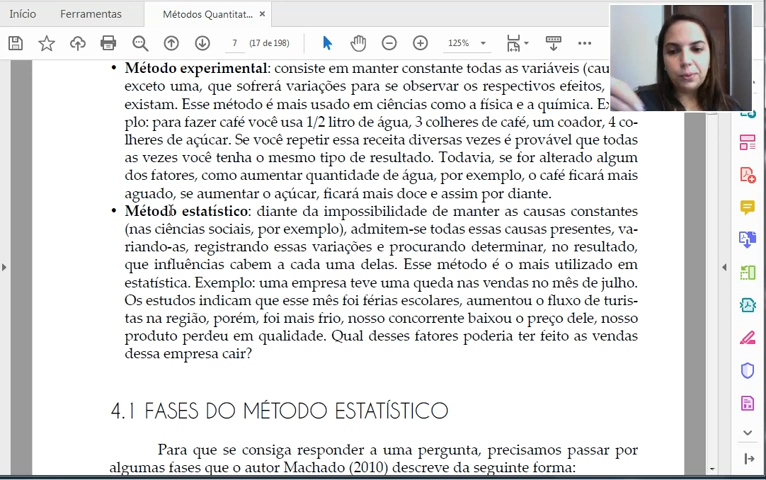 Início
Ferramentas
Métodos Quantitat...
×
7
(17 de 198)
125%
• Método experimental: consiste em manter constante todas as variáveis (cau
exceto uma, que sofrerá variações para se observar os respectivos efeitos,
existam. Esse método é mais usado em ciências como a física e a química. Ex
plo: para fazer café você usa 1/2 litro de água, 3 colheres de café, um coador, 4 co-
lheres de açúcar. Se você repetir essa receita diversas vezes é provável que todas
as vezes você tenha o mesmo tipo de resultado. Todavia, se for alterado algum
dos fatores, como aumentar quantidade de água, por exemplo, o café ficará mais
aguado, se aumentar o açúcar, ficará mais doce e assim por diante.
• Método estatístico: diante da impossibilidade de manter as causas constantes
(nas ciências sociais, por exemplo), admitem-se todas essas causas presentes, va-
riando-as, registrando essas variações e procurando determinar, no resultado,
que influências cabem a cada uma delas. Esse método é o mais utilizado em
estatística. Exemplo: uma empresa teve uma queda nas vendas no mês de julho.
Os estudos indicam que esse mês foi férias escolares, aumentou o fluxo de turis-
tas na região, porém, foi mais frio, nosso concorrente baixou o preço dele, nosso
produto perdeu em qualidade. Qual desses fatores poderia ter feito as vendas
dessa empresa cair?
4.1 FASES DO MÉTODO ESTATÍSTICO
Para que se consiga responder a uma pergunta, precisamos passar por
algumas fases que o autor Machado (2010) descreve da seguinte forma: